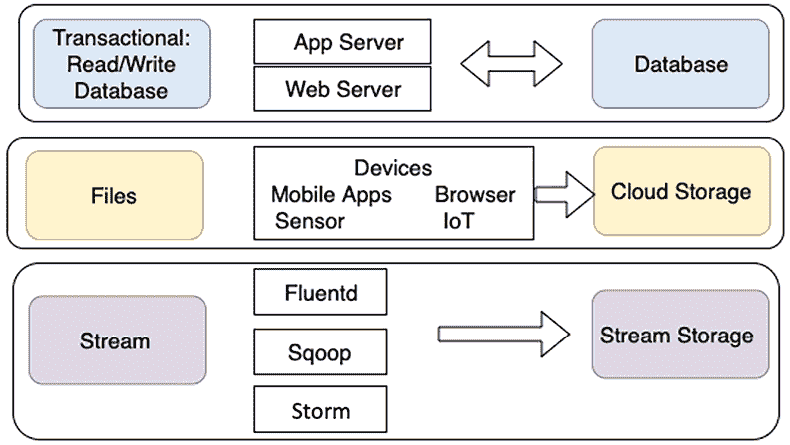 Transactional:
Read/Write
Database
App Server
Web Server
Database
Files
Devices
Mobile Apps Browser
Sensor IoT
Cloud Storage
Stream
Fluentd
Sqoop
Storm
Stream Storage